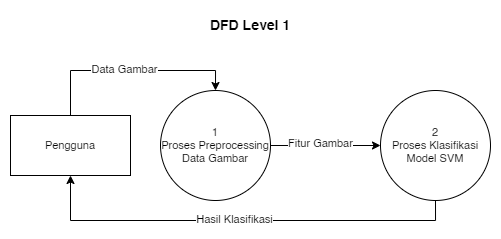 DFD Level 1
Data Gambar
Pengguna
1
Proses Preprocessing
Data Gambar
Fitur Gambar
2
Proses Klasifikasi
Model SVM
Hasil Klasifikasi